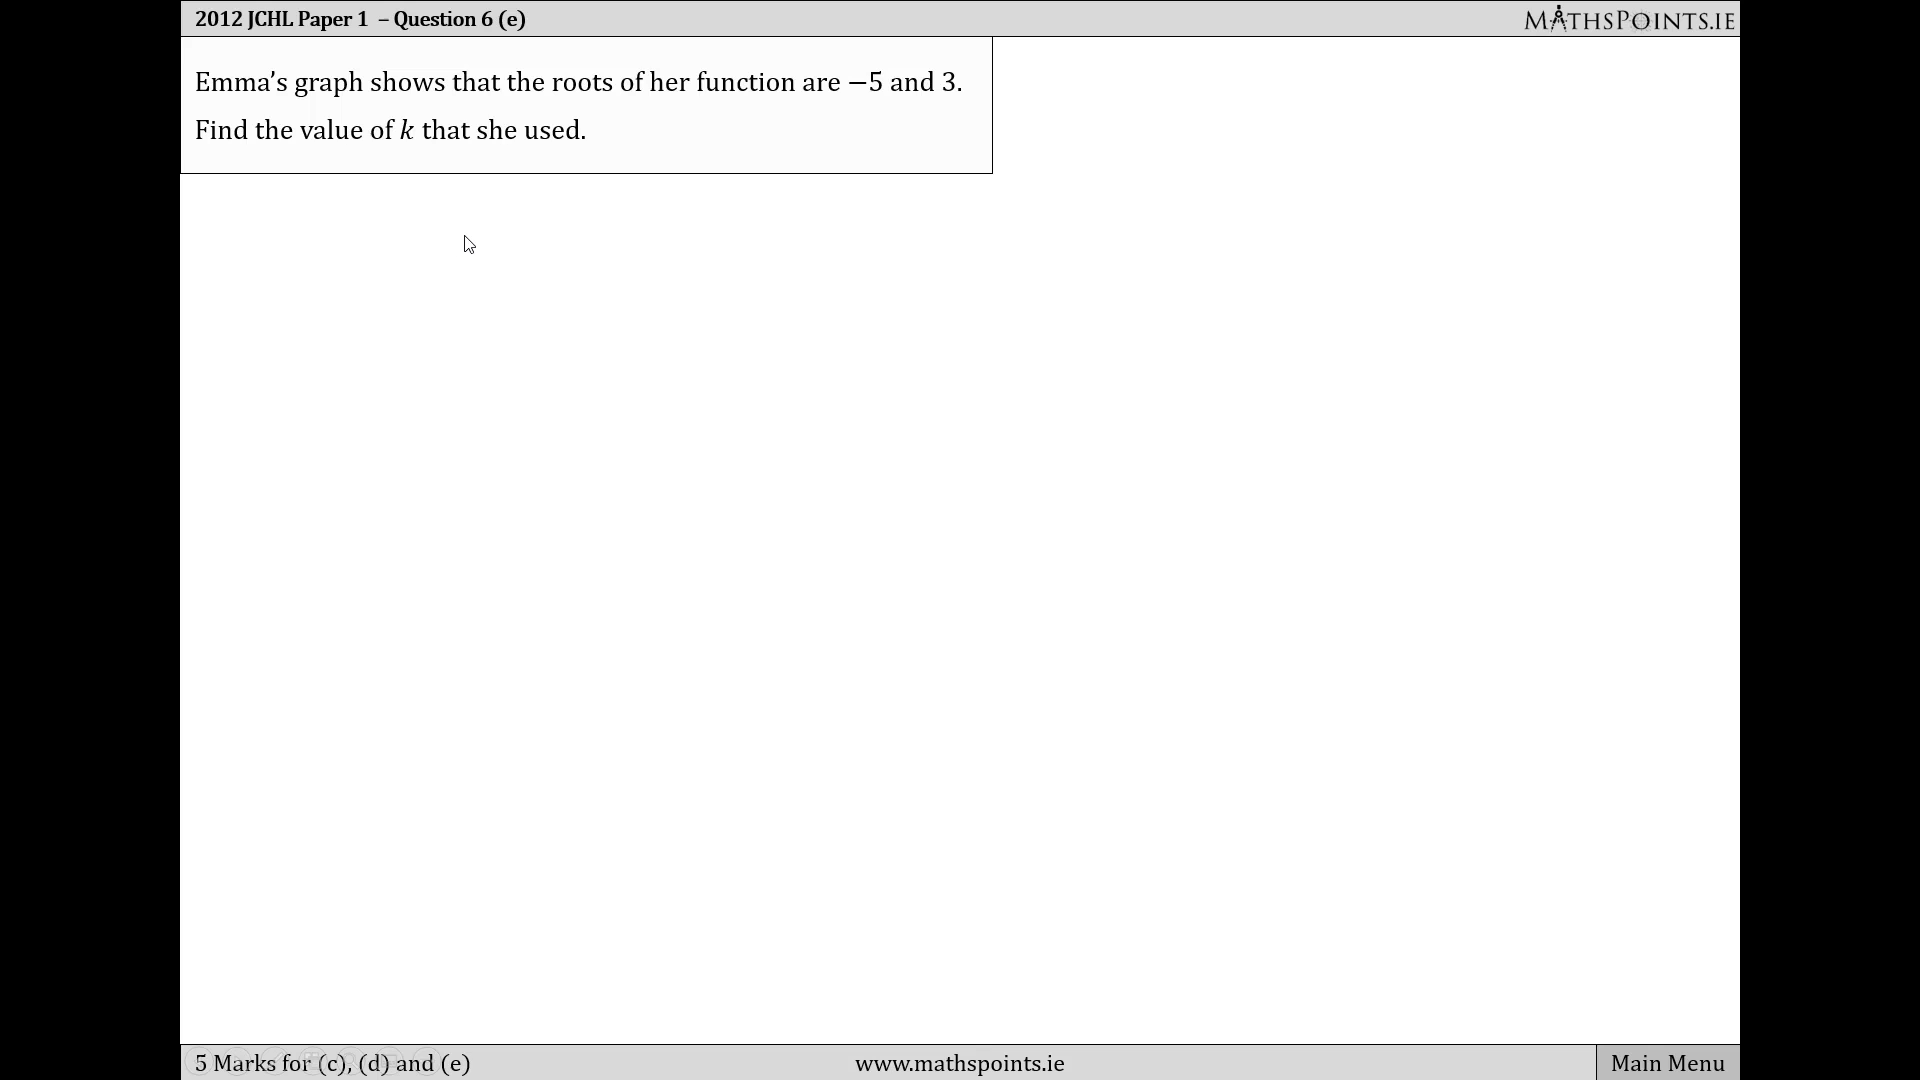 2012 JCHL Paper 1 – Question 6 (e)
MATHSPOINTS.IE
Emma’s graph shows that the roots of her function are −5 and 3.
Find the value of k that she used.
5 Marks for (c), (d) and (e)
www.mathspoints.ie
Main Menu